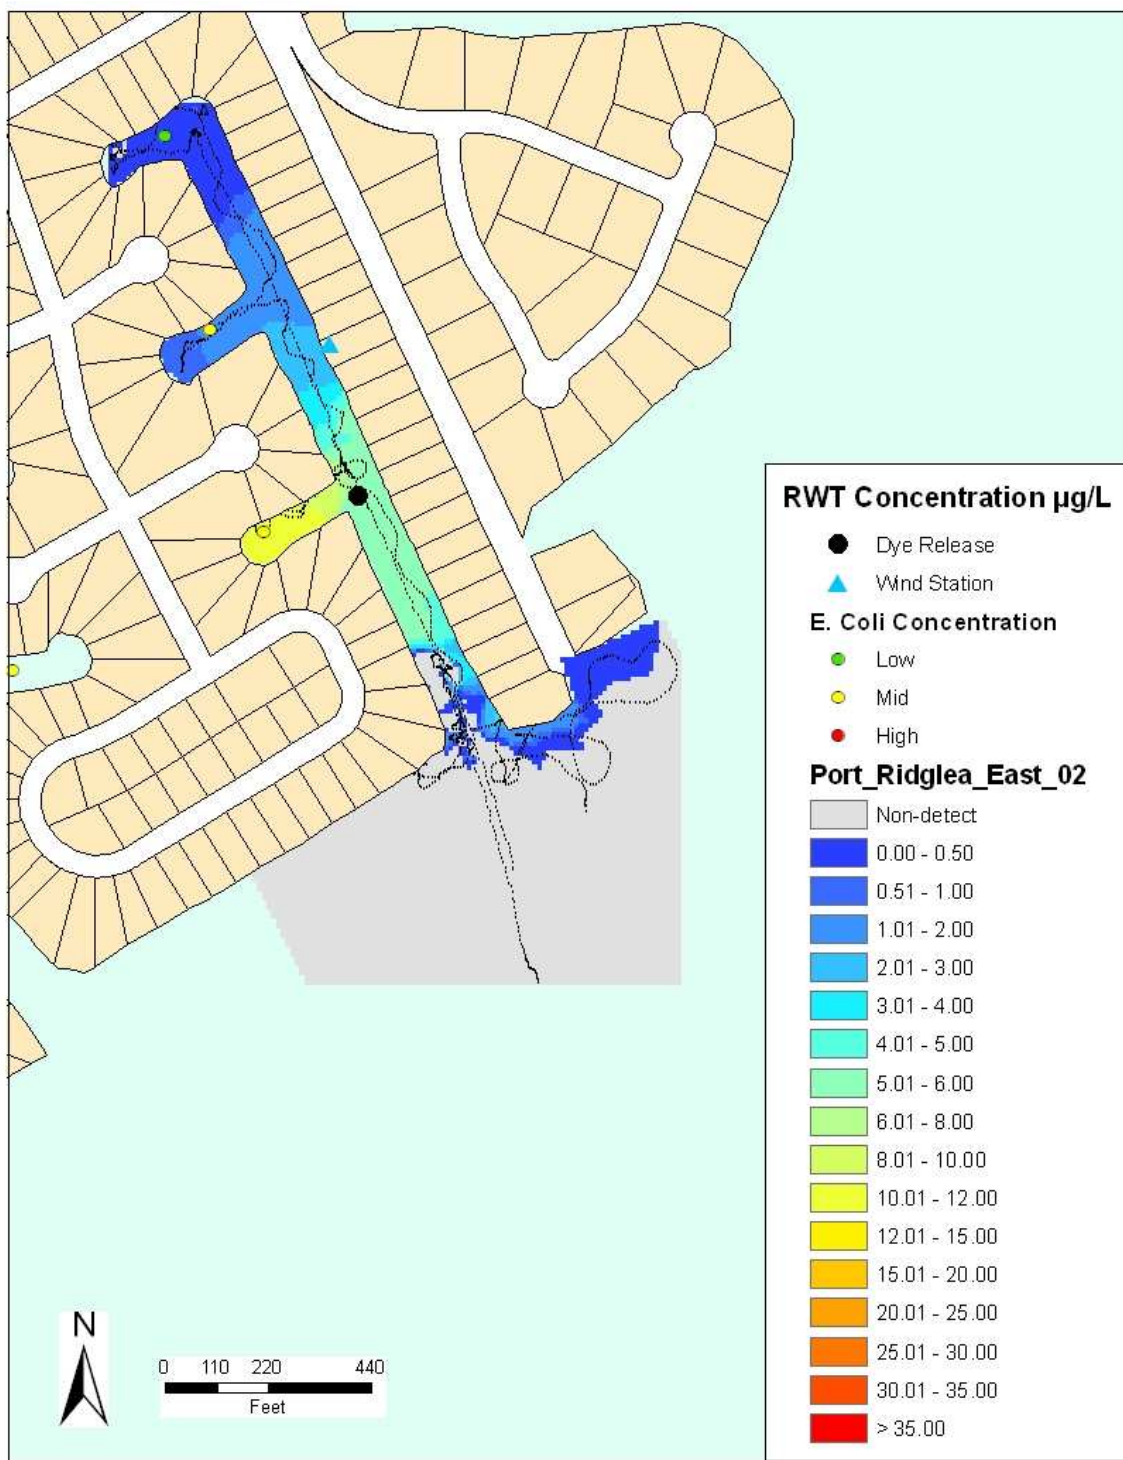 RWT Concentration µg/L
Dye Release
Wind Station
E. Coli Concentration
Low
Mid
High
Port_Ridglea_East_02
Non-detect
0.00 - 0.50
0.51 - 1.00
1.01 - 2.00
2.01 - 3.00
3.01 - 4.00
4.01 - 5.00
5.01 - 6.00
6.01 - 8.00
8.01 - 10.00
10.01 - 12.00
12.01 - 15.00
15.01 - 20.00
20.01 - 25.00
25.01 - 30.00
30.01 - 35.00
> 35.00
N
0 110 220 440
Feet